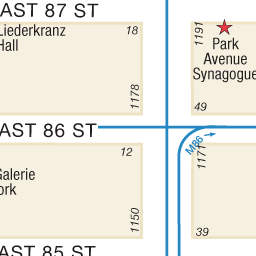 AST 87 ST
Liederkranz
Hall
18
1178
1191
Park
Avenue
Synagogue
49
AST 86 ST
M86
12
1171
Galerie
ork
1150
39
AST 85 ST